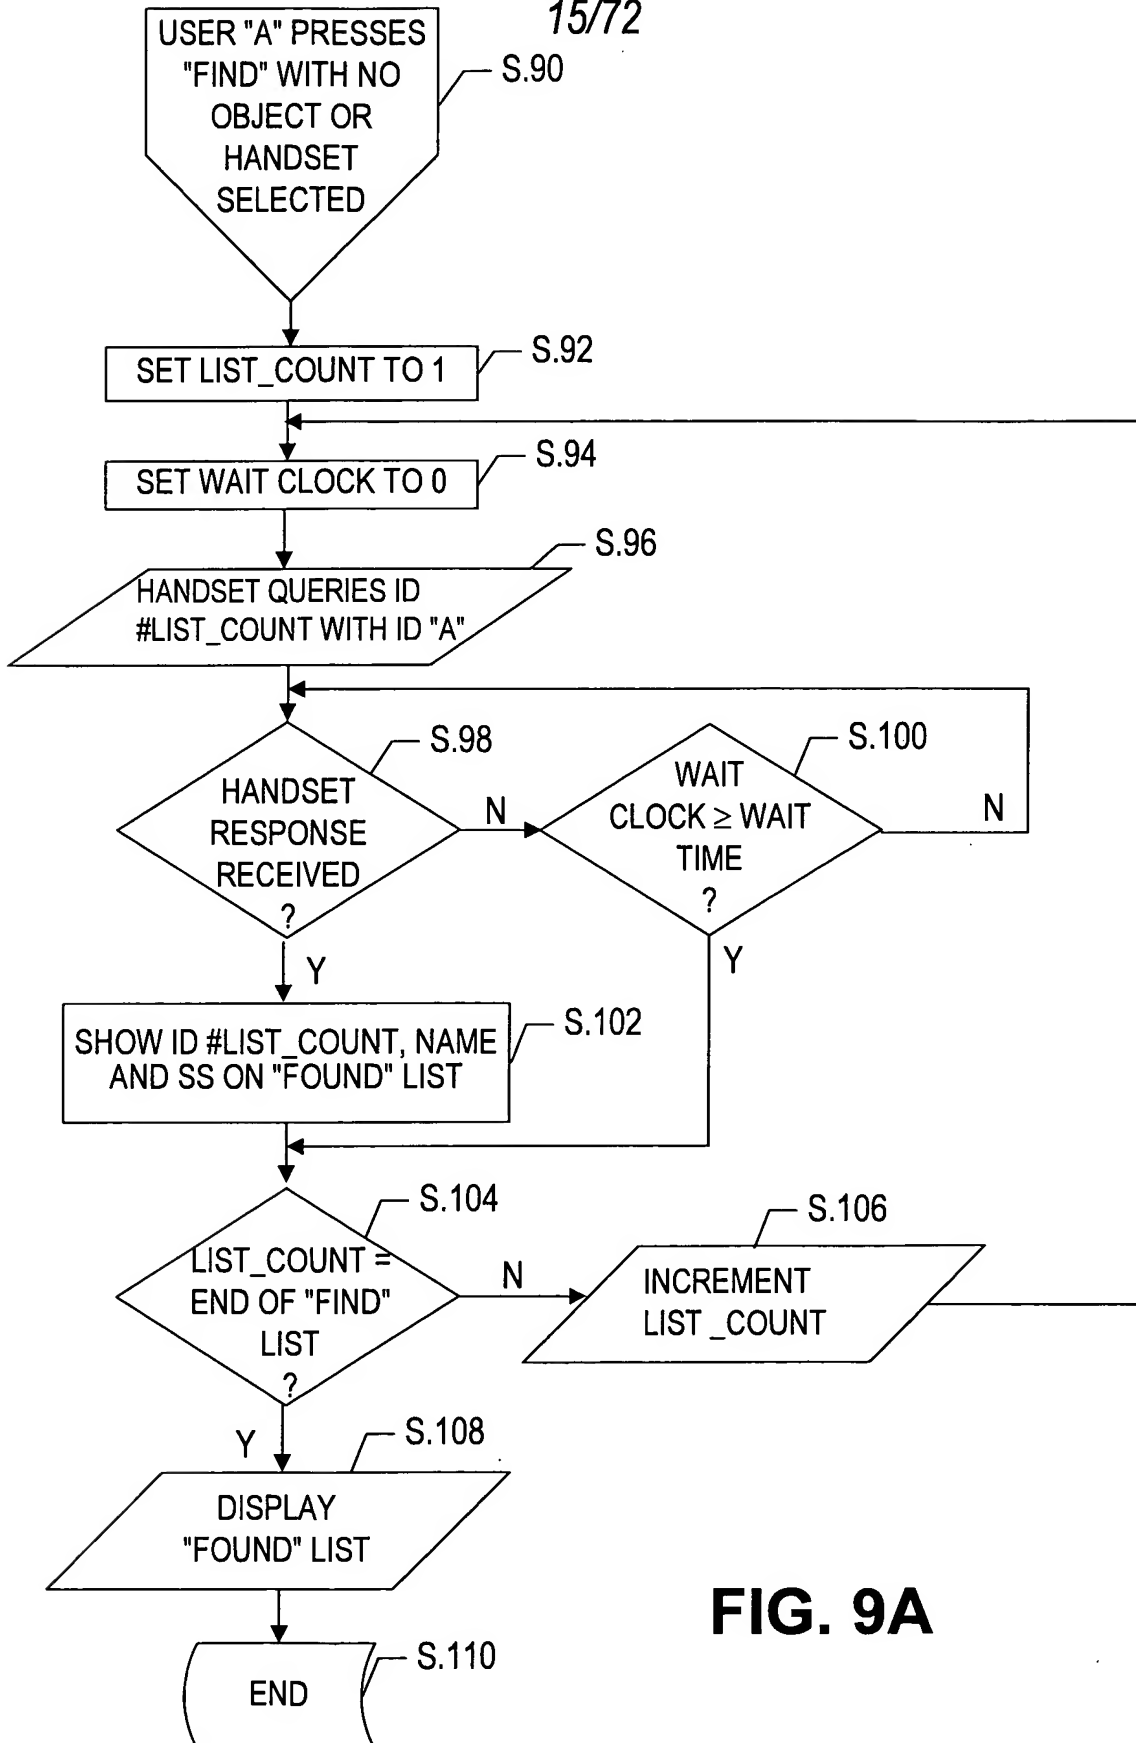 15/72
USER "A" PRESSES
"FIND" WITH NO
OBJECT OR
HANDSET
SELECTED
S.90
SET LIST_COUNT TO 1
S.92
SET WAIT CLOCK TO 0
S.94
HANDSET QUERIES ID
#LIST_COUNT WITH ID "A"
S.96
HANDSET
RESPONSE
RECEIVED
?
S.98
N
WAIT
CLOCK ≥ WAIT
TIME
?
S.100
N
Y
Y
SHOW ID #LIST_COUNT, NAME
AND SS ON "FOUND" LIST
S.102
LIST_COUNT =
END OF "FIND"
LIST
?
S.104
N
INCREMENT
LIST _COUNT
S.106
Y
DISPLAY
"FOUND" LIST
S.108
END
S.110
FIG. 9A